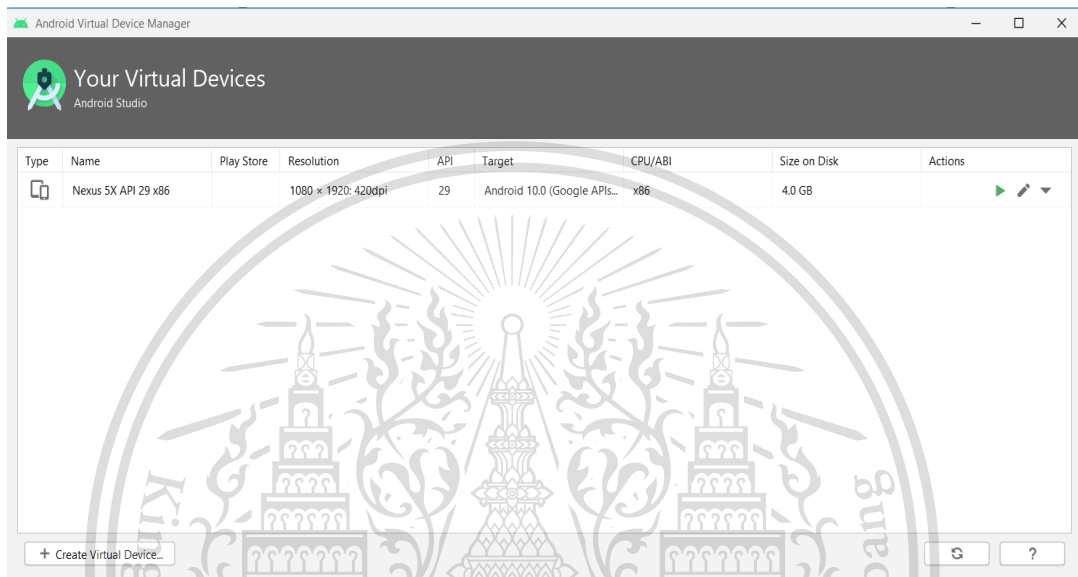 Android Virtual Device Manager
Your Virtual Devices
Android Studio
Type Name Play Store Resolution API Target CPU/ABI Size on Disk Actions
Nexus 5X API 29 x86 1080 × 1920: 420dpi 29 Android 10.0 (Google APIs... x86 4.0 GB
+ Create Virtual Device...
?